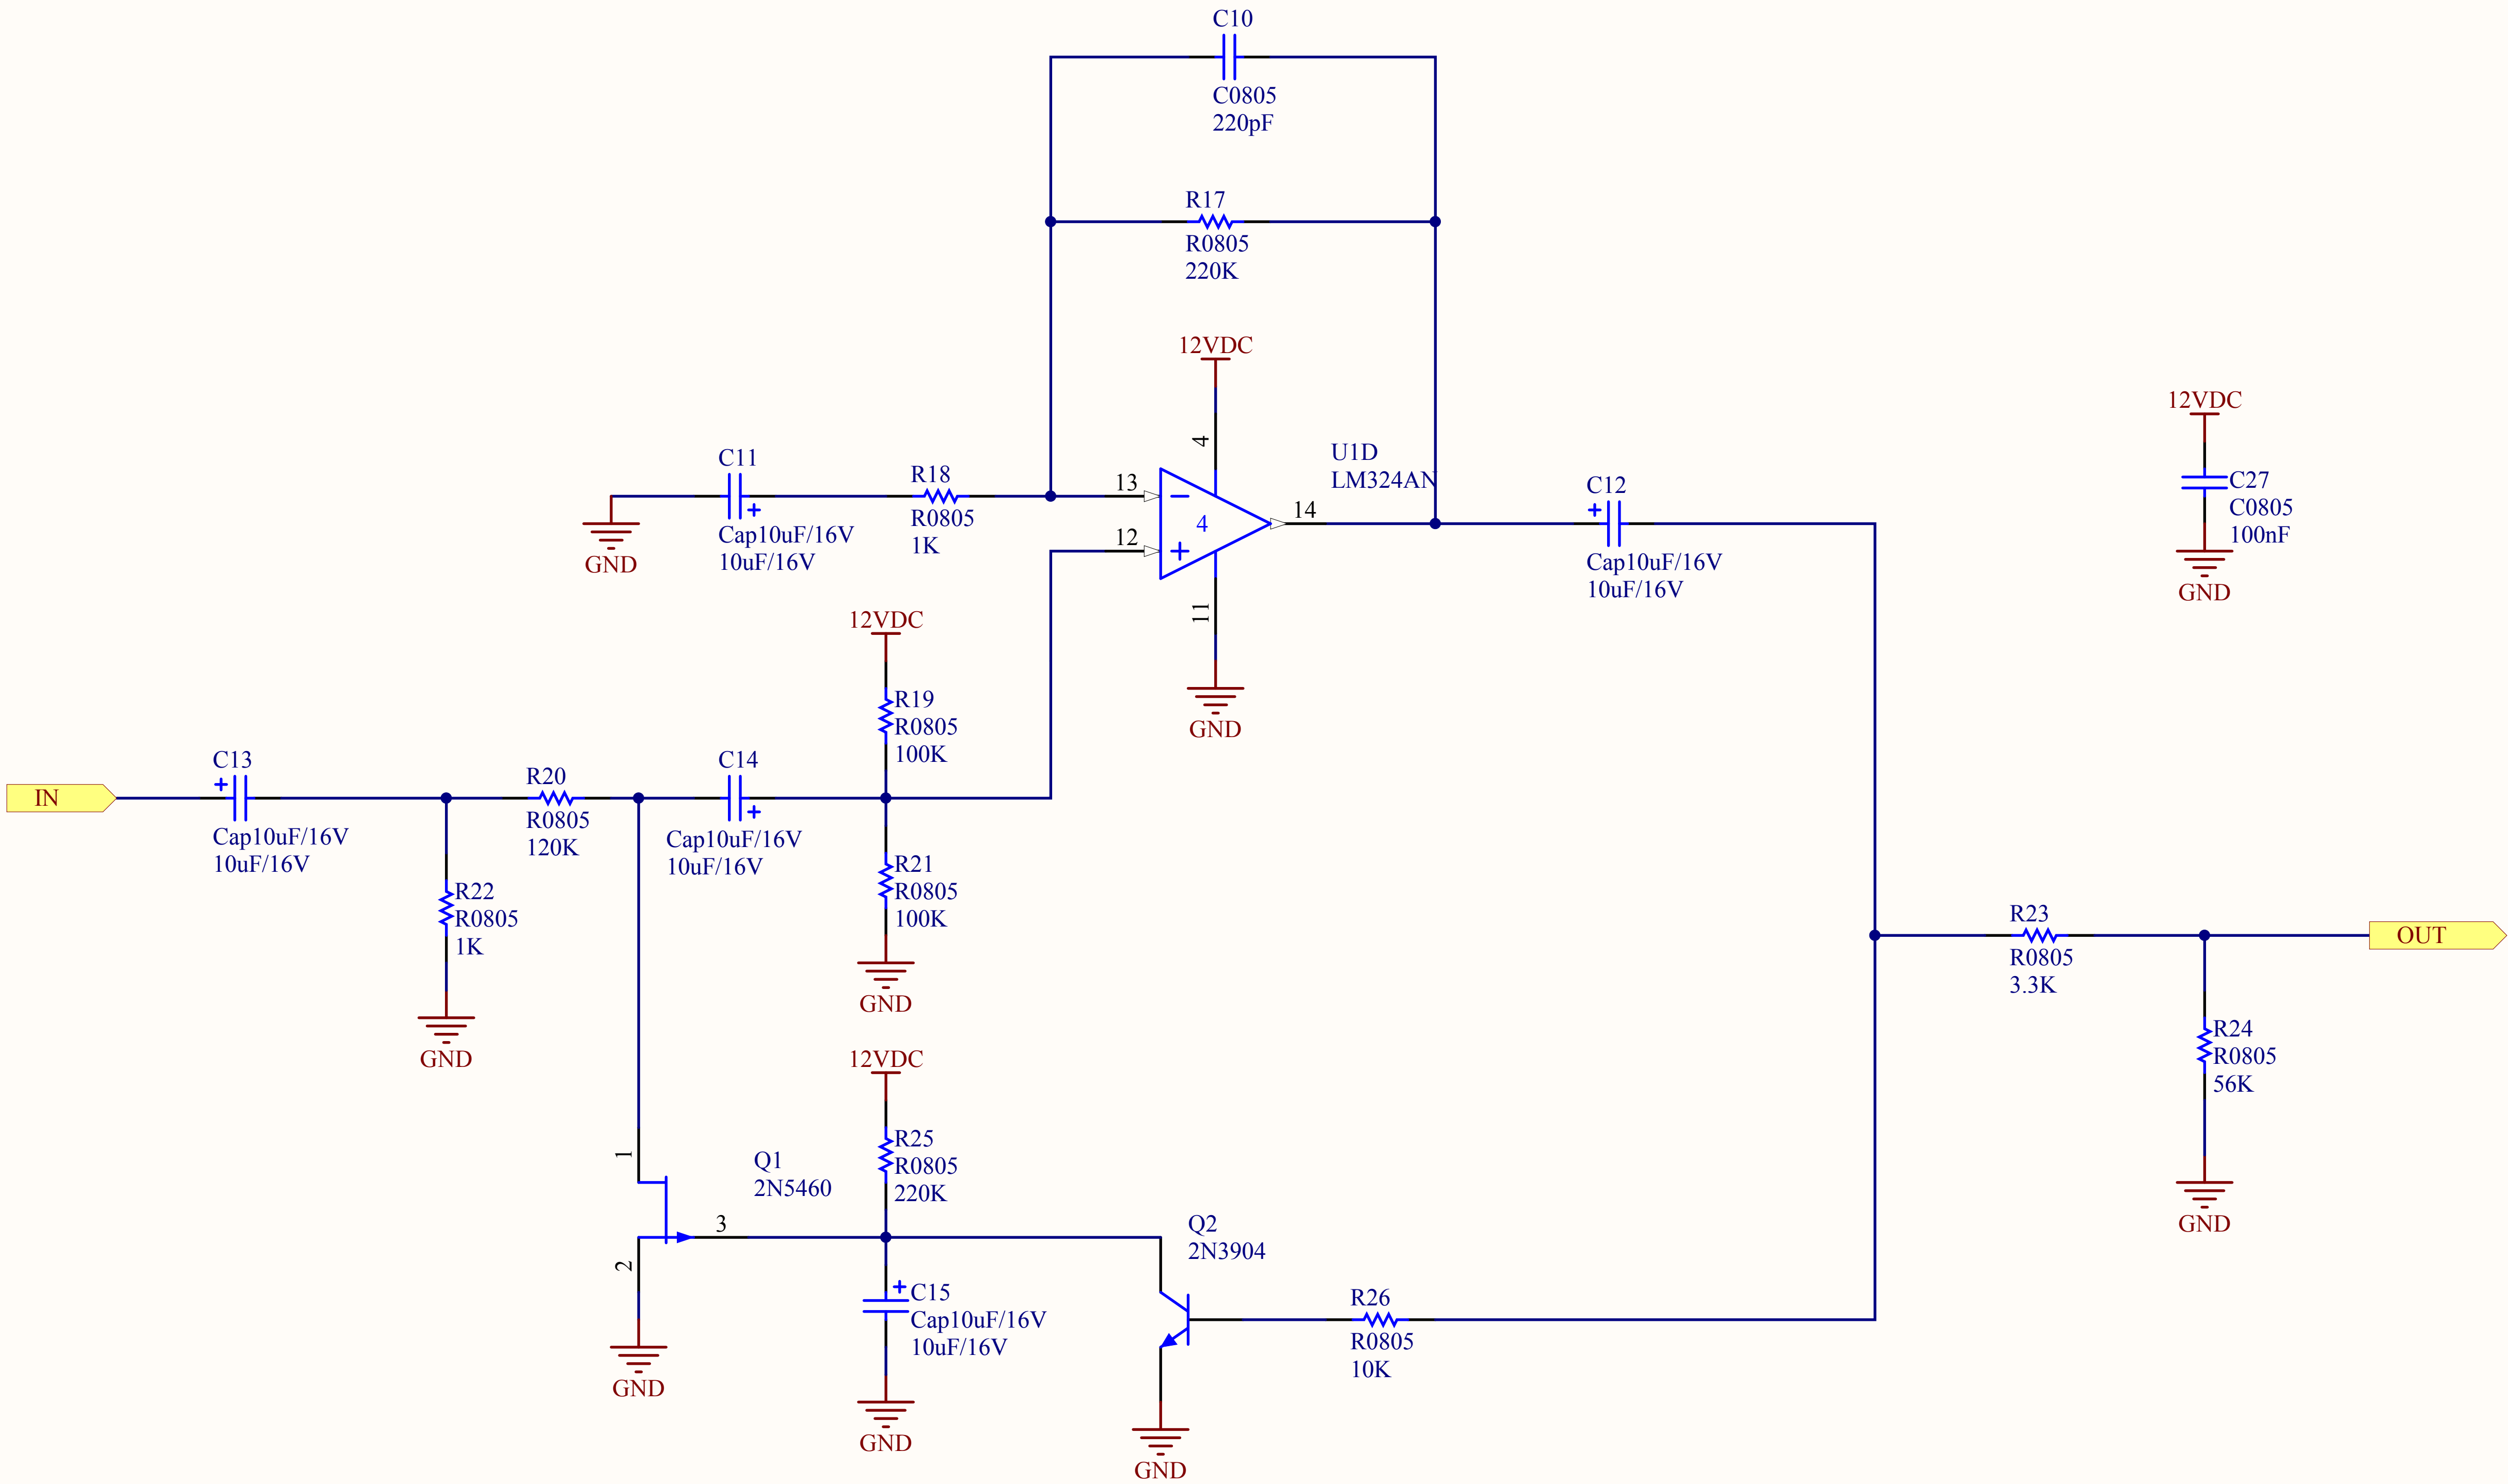 C10
C0805
220pF
R17
R0805
220K
12VDC
4
U1D
LM324AN
13
14
12
4
11
GND
C11
Cap10uF/16V
10uF/16V
R18
R0805
1K
GND
C12
Cap10uF/16V
10uF/16V
12VDC
C27
C0805
100nF
GND
12VDC
R19
R0805
100K
IN
C13
Cap10uF/16V
10uF/16V
R20
R0805
120K
C14
Cap10uF/16V
10uF/16V
R22
R0805
1K
GND
R21
R0805
100K
GND
R23
R0805
3.3K
OUT
R24
R0805
56K
GND
12VDC
R25
R0805
220K
1
Q1
2N5460
3
2
GND
C15
Cap10uF/16V
10uF/16V
GND
Q2
2N3904
R26
R0805
10K
GND